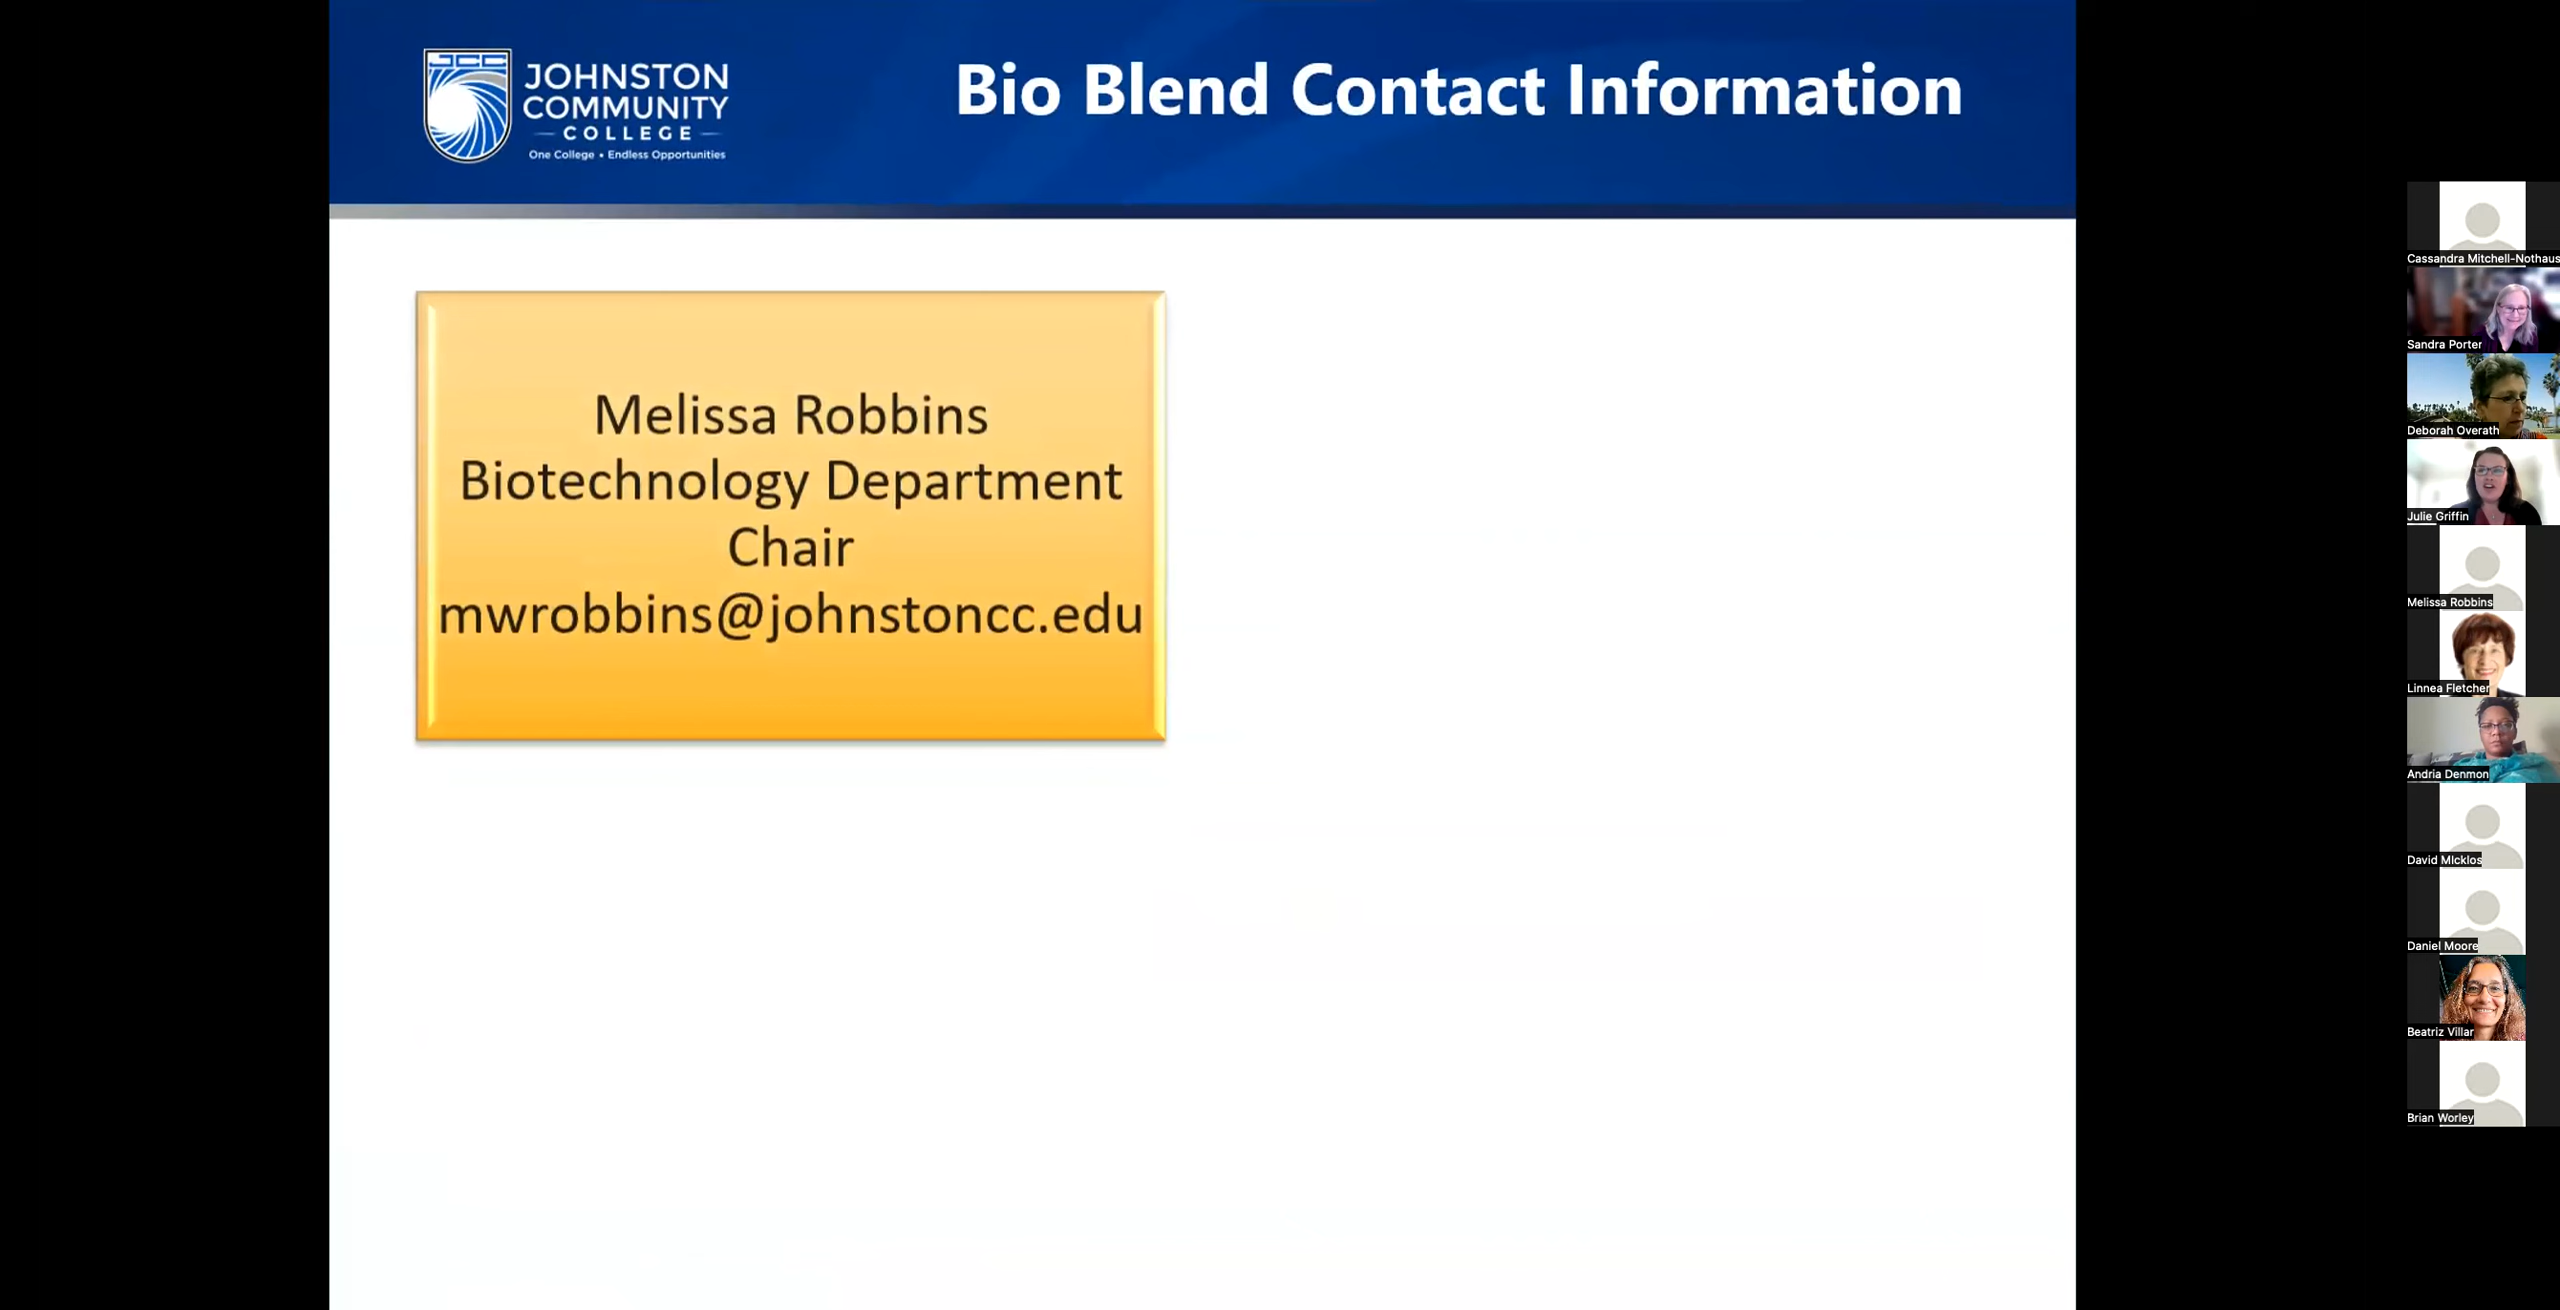 JCC
JOHNSTON
COMMUNITY
COLLEGE
One College • Endless Opportunities
Bio Blend Contact Information
Melissa Robbins
Biotechnology Department
Chair
mwrobbins@johnstoncc.edu
Cassandra Mitchell-Nothaus
Sandra Porter
Deborah Overath
Julie Griffin
Melissa Robbins
Linnea Fletcher
Andria Denmon
David MIcklos
Daniel Moore
Beatriz Villar
Brian Worley